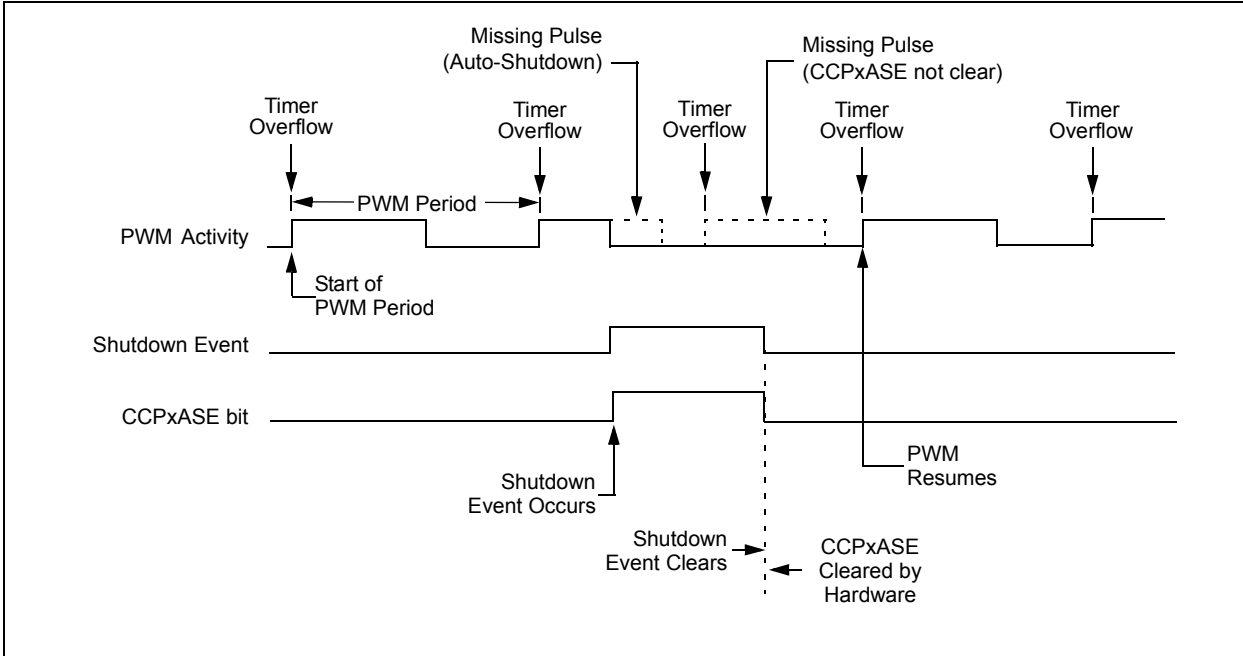 Missing Pulse
(Auto-Shutdown)
Missing Pulse
(CCPxASE not clear)
Timer
Overflow
Timer
Overflow
Timer
Overflow
Timer
Overflow
Timer
Overflow
PWM Period
PWM Activity
Start of
PWM Period
Shutdown Event
CCPxASE bit
Shutdown
Event Occurs
PWM
Resumes
Shutdown
Event Clears
CCPxASE
Cleared by
Hardware